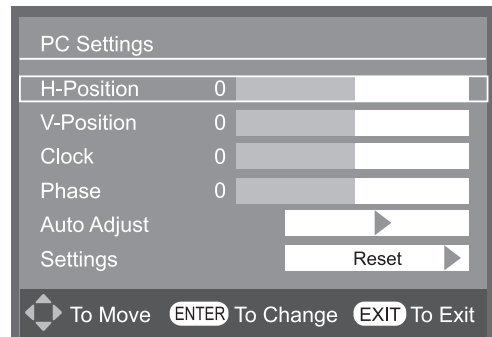 PC Settings
H-Position 0
V-Position 0
Clock 0
Phase 0
Auto Adjust
Settings Reset
To Move ENTER To Change EXIT To Exit